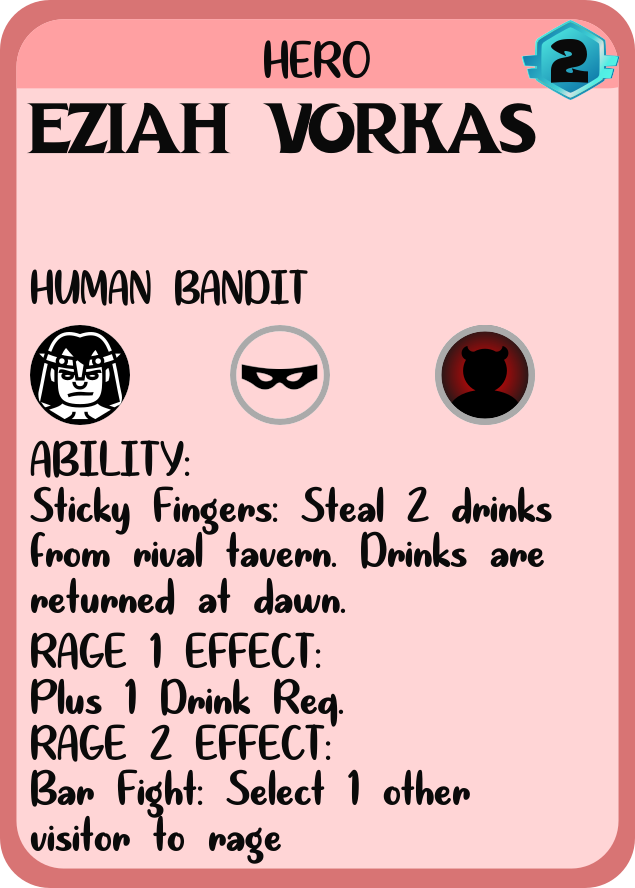 HERO
2
EZIAH VORKAS
HUMAN BANDIT
ABILITY:
Sticky Fingers: Steal 2 drinks
from rival tavern. Drinks are
returned at dawn.
RAGE 1 EFFECT:
Plus 1 Drink Req.
RAGE 2 EFFECT:
Bar Fight: Select 1 other
visitor to rage